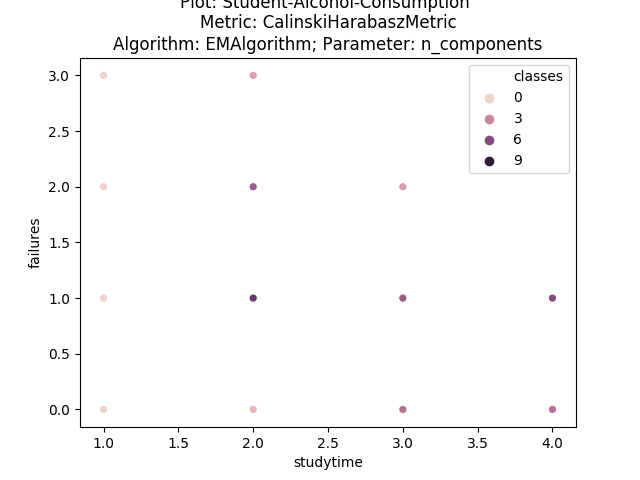 Plot: Student-Alcohol-Consumption
Metric: CalinskiHarabaszMetric
Algorithm: EMAlgorithm; Parameter: n_components
classes
0
3
6
9
3.0
2.5
2.0
1.5
1.0
0.5
0.0
failures
1.0 1.5 2.0 2.5 3.0 3.5 4.0
studytime